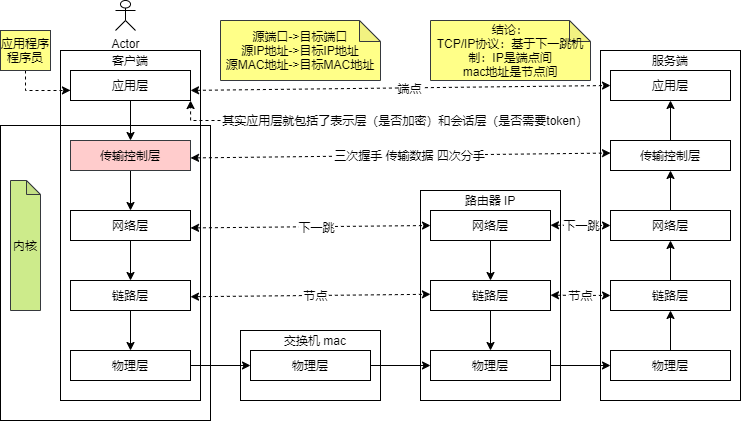 Actor
应用程序
程序员
源端口->目标端口
源IP地址->目标IP地址
源MAC地址->目标MAC地址
结论:
TCP/IP协议：基于下一跳机
制：IP是端点间
mac地址是节点间
客户端
服务端
应用层
端点
应用层
其实应用层就包括了表示层（是否加密）和会话层（是否需要token）
传输控制层
三次握手 传输数据 四次分手
传输控制层
内核
路由器 IP
网络层
下一跳
网络层
下一跳
网络层
链路层
节点
链路层
节点
链路层
交换机 mac
物理层
物理层
物理层
物理层